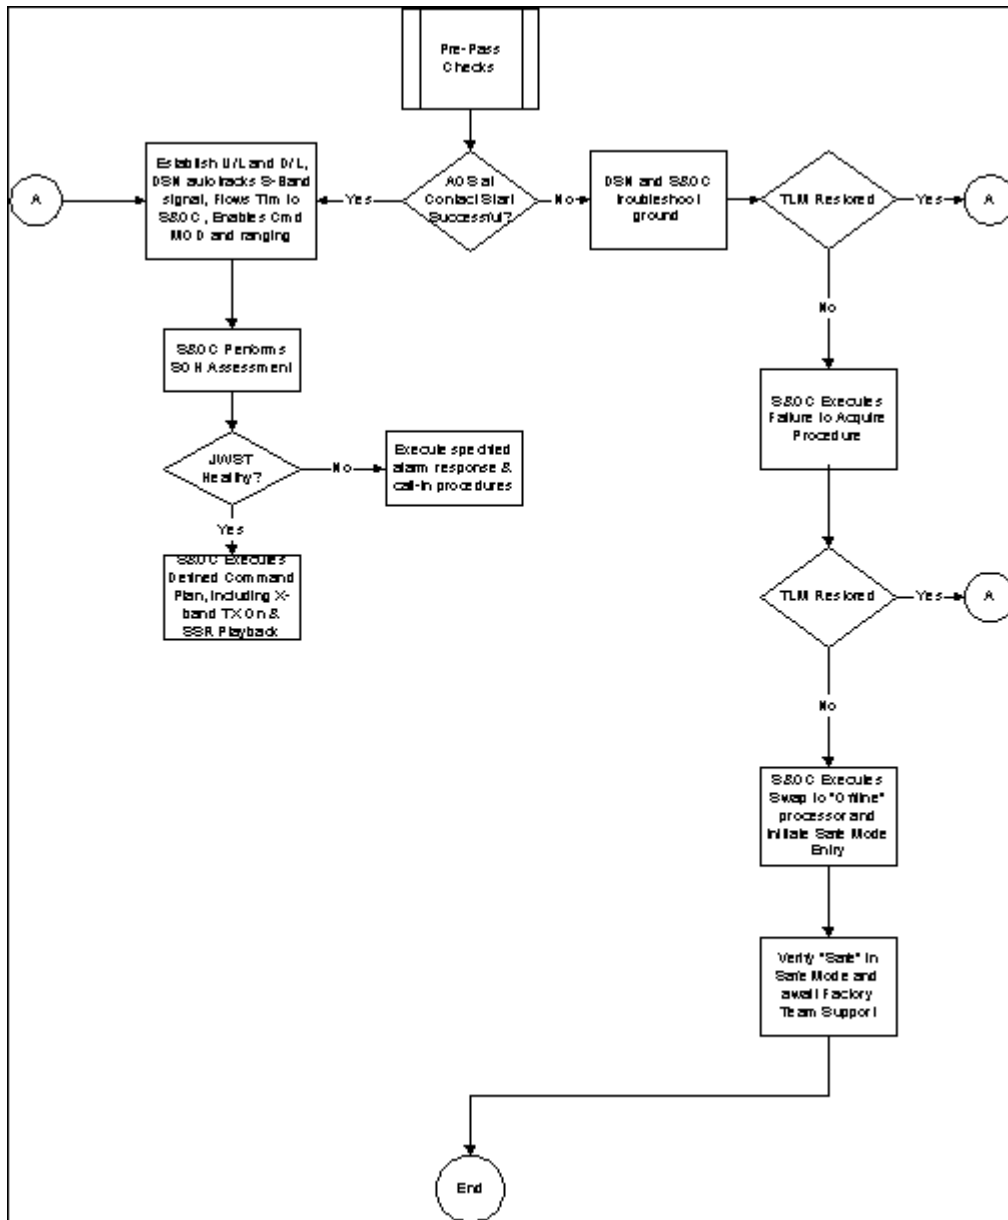 Pre-Pass
Checks
A
Establish U/L and D/L,
DSN autotracks S-Band
signal, Flows Tlm to
S&OC, Enables Cmd
MOD and ranging
Yes
AOS at
Contact Start
Successful?
No
DSN and S&OC
troubleshoot
ground
TLM Restored
Yes
A
No
S&OC Performs
SOH Assessment
JWST
Healthy?
No
Execute specified
alarm response &
call-in procedures
Yes
S&OC Executes
Defined Command
Plan, including X-
band TX On &
SSR Playback
S&OC Executes
Failure to Acquire
Procedure
TLM Restored
Yes
A
No
S&OC Executes
Swap to "Offline"
processor and
initiate Safe Mode
Entry
Verify "Safe" in
Safe Mode and
await Factory
Team Support
End